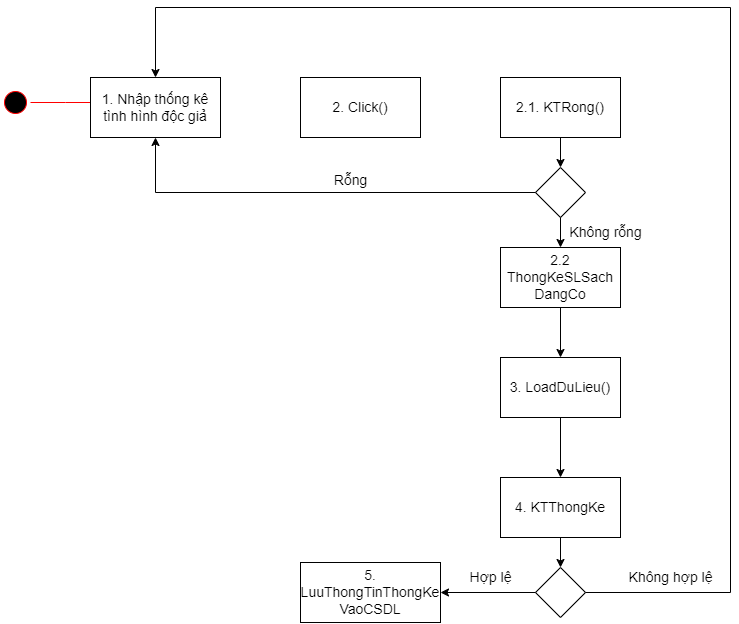 1. Nhập thống kê
tình hình độc giả
2. Click()
2.1. KTRong()
Rỗng
Không rỗng
2.2
ThongKeSLSach
DangCo
3. LoadDuLieu()
4. KTThongKe
Hợp lệ
Không hợp lệ
5.
LuuThongTinThongKe
VaoCSDL